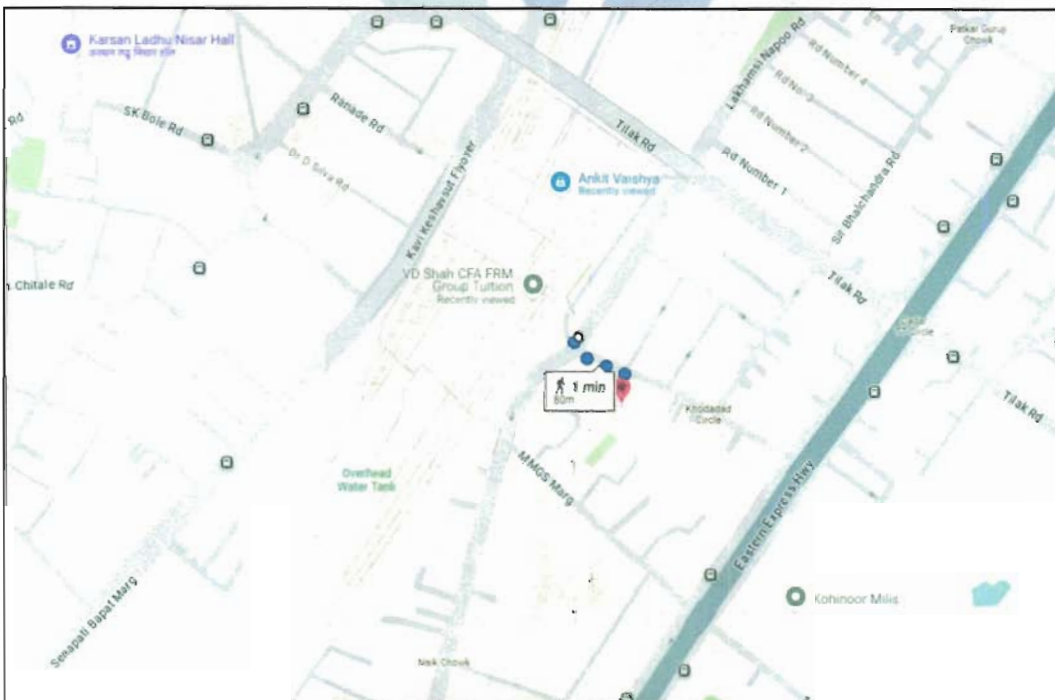 Karsan Ladhu Nisar Hall
Patkar Guruji
Chowk
Lakhamsi Napoo Rd
Rd Number 4
Rd No 3
Rd Number 2
Rd Number 1
SK Bole Rd
Ranade Rd
Dr D Silva Rd
Rd
Tilak Rd
Kavi Keshavsut Flyover
Ankit Vaishya
Recently viewed
Sir Bhalchandra Rd
VD Shah CFA FRM
Group Tuition
Recently viewed
Chitale Rd
Tilak Rd
1 min
80m
Khodadad
Circle
Tilak Rd
MMGS Marg
Overhead
Water Tank
Eastern Express Hwy
Kohinoor Mills
Senapati Bapat Marg
Naik Chowk